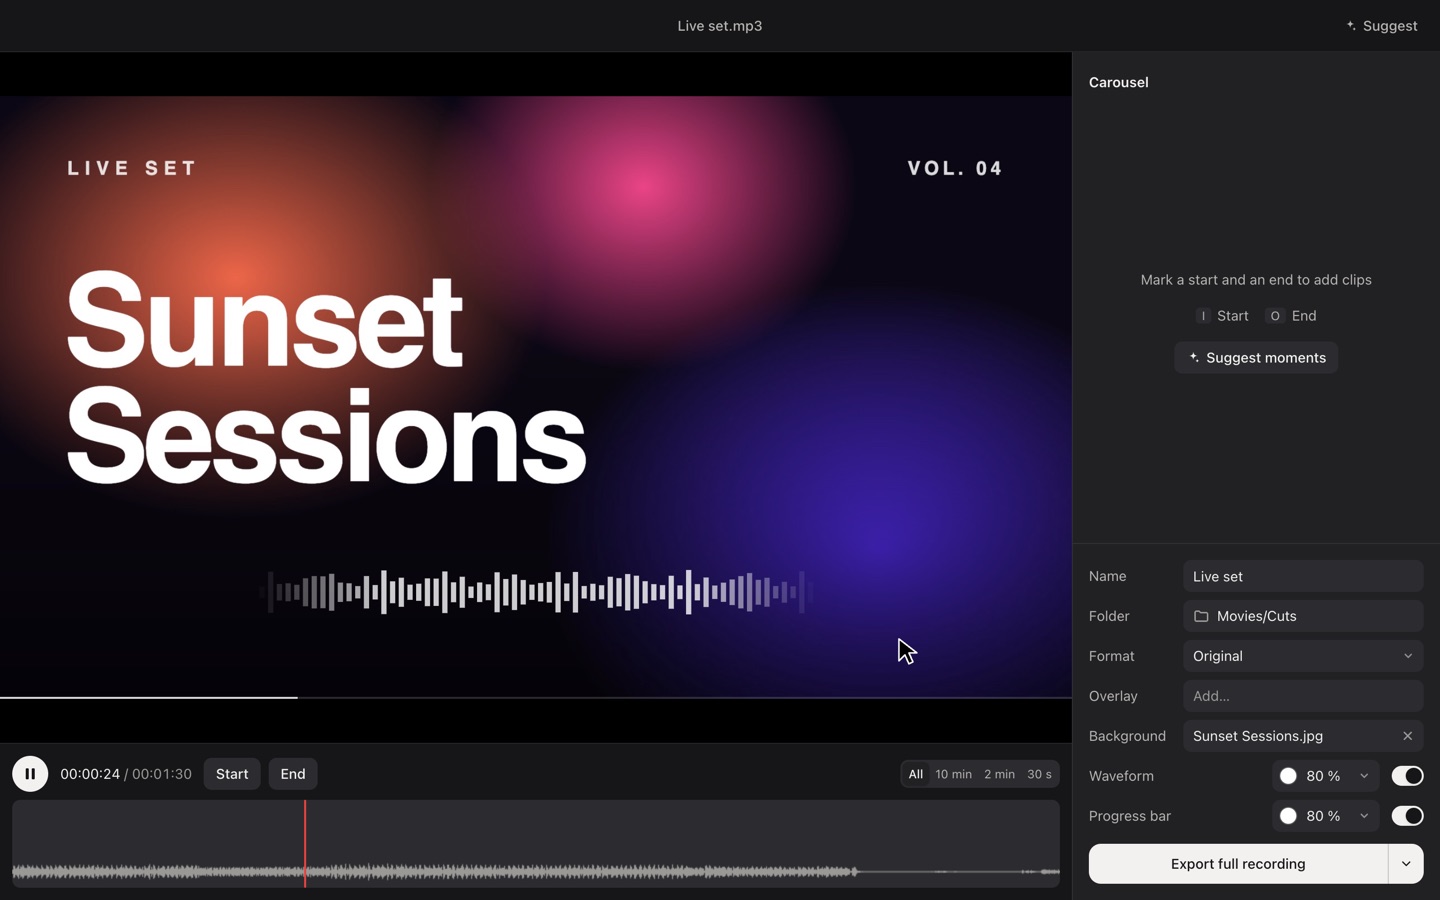 Live set.mp3
Suggest
LIVE SET
VOL. 04
Sunset
Sessions
00:00:24 / 00:01:30
Start
End
All
10 min
2 min
30 s
Carousel
Mark a start and an end to add clips
I Start O End
Suggest moments
Name Live set
Folder Movies/Cuts
Format Original
Overlay Add...
Background Sunset Sessions.jpg
Waveform 80 %
Progress bar 80 %
Export full recording